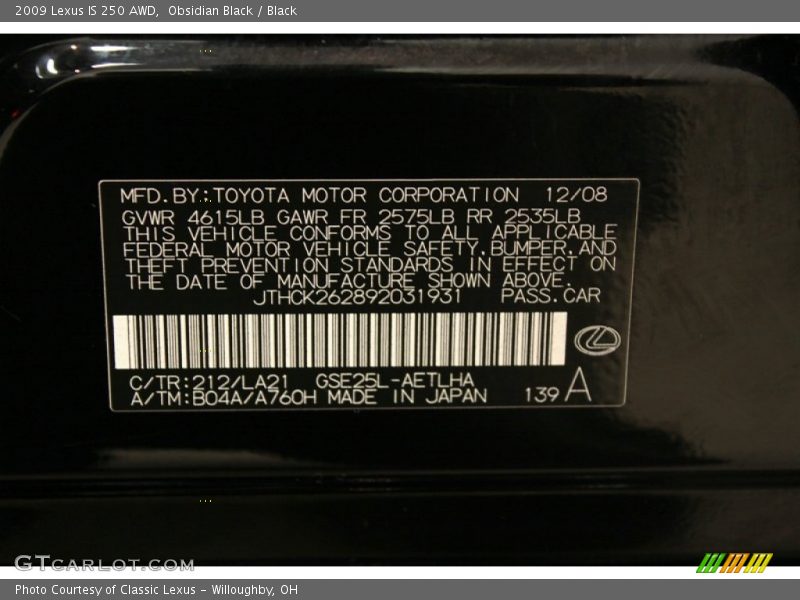 2009 Lexus IS 250 AWD,  Obsidian Black / Black
MFD.BY:TOYOTA MOTOR CORPORATION 12/08
GVWR 4615LB GAWR FR 2575LB RR 2535LB
THIS VEHICLE CONFORMS TO ALL APPLICABLE
FEDERAL MOTOR VEHICLE SAFETY,BUMPER,AND
THEFT PREVENTION STANDARDS IN EFFECT ON
THE DATE OF MANUFACTURE SHOWN ABOVE.
JTHCK262892031931 PASS.CAR
C/TR:212/LA21 GSE25L-AETLHA
A/TM:B04A/A760H MADE IN JAPAN 139 A
GTCARLOT.COM
Photo Courtesy of Classic Lexus - Willoughby, OH